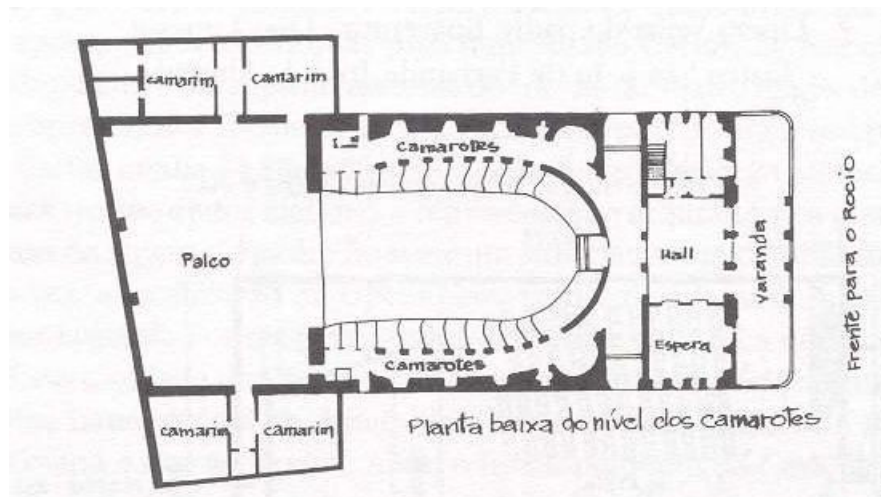 camarim
camarim
camarotes
Palco
Hall
varanda
Frente para o Rocio
Espera
camarotes
camarim
camarim
Planta baixa do nível dos camarotes